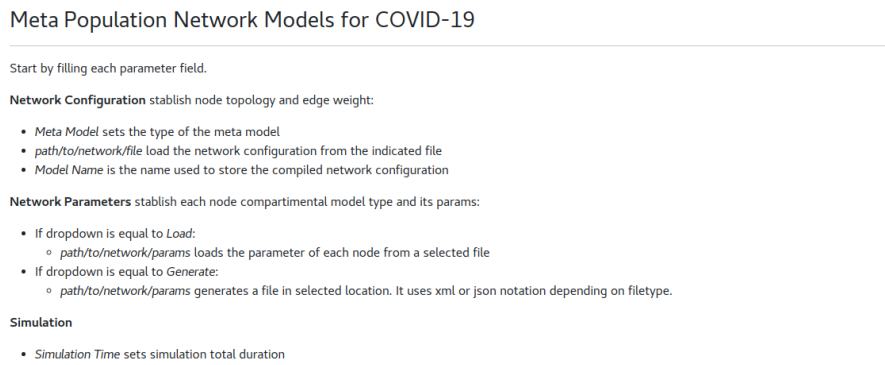 Meta Population Network Models for COVID-19
Start by filling each parameter field.
Network Configuration stablish node topology and edge weight:
• Meta Model sets the type of the meta model
• path/to/network/file load the network configuration from the indicated file
• Model Name is the name used to store the compiled network configuration
Network Parameters stablish each node compartimental model type and its params:
• If dropdown is equal to Load:
◦ path/to/network/params loads the parameter of each node from a selected file
• If dropdown is equal to Generate:
◦ path/to/network/params generates a file in selected location. It uses xml or json notation depending on filetype.
Simulation
• Simulation Time sets simulation total duration